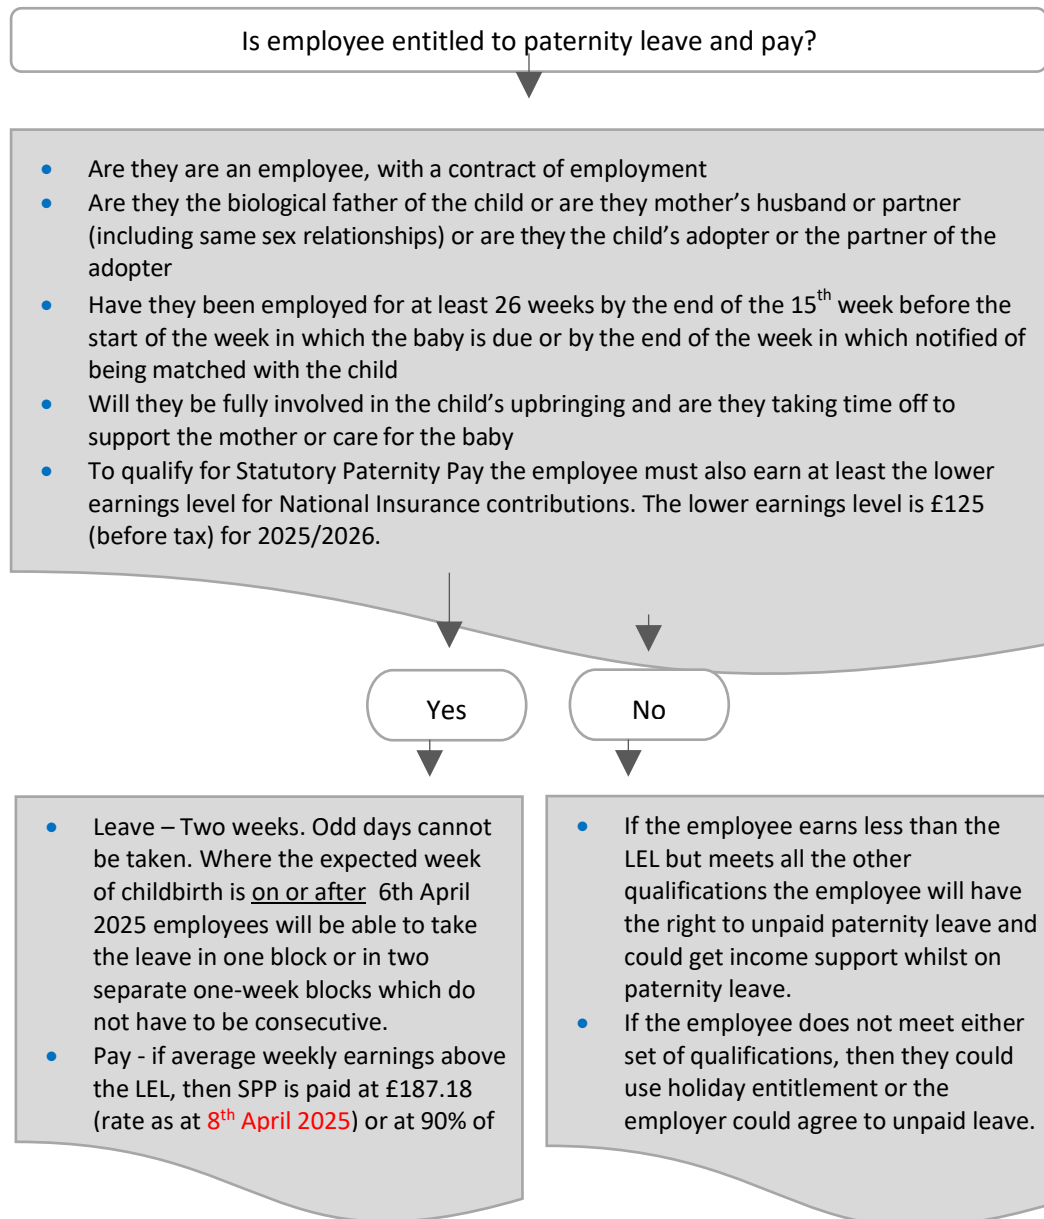 Is employee entitled to paternity leave and pay?
• Are they are an employee, with a contract of employment
• Are they the biological father of the child or are they mother’s husband or partner
(including same sex relationships) or are they the child’s adopter or the partner of the
adopter
• Have they been employed for at least 26 weeks by the end of the 15th week before the
start of the week in which the baby is due or by the end of the week in which notified of
being matched with the child
• Will they be fully involved in the child’s upbringing and are they taking time off to
support the mother or care for the baby
• To qualify for Statutory Paternity Pay the employee must also earn at least the lower
earnings level for National Insurance contributions. The lower earnings level is £125
(before tax) for 2025/2026.
Yes
No
• Leave – Two weeks. Odd days cannot
be taken. Where the expected week
of childbirth is on or after 6th April
2025 employees will be able to take
the leave in one block or in two
separate one-week blocks which do
not have to be consecutive.
• Pay - if average weekly earnings above
the LEL, then SPP is paid at £187.18
(rate as at 8th April 2025) or at 90% of
• If the employee earns less than the
LEL but meets all the other
qualifications the employee will have
the right to unpaid paternity leave and
could get income support whilst on
paternity leave.
• If the employee does not meet either
set of qualifications, then they could
use holiday entitlement or the
employer could agree to unpaid leave.